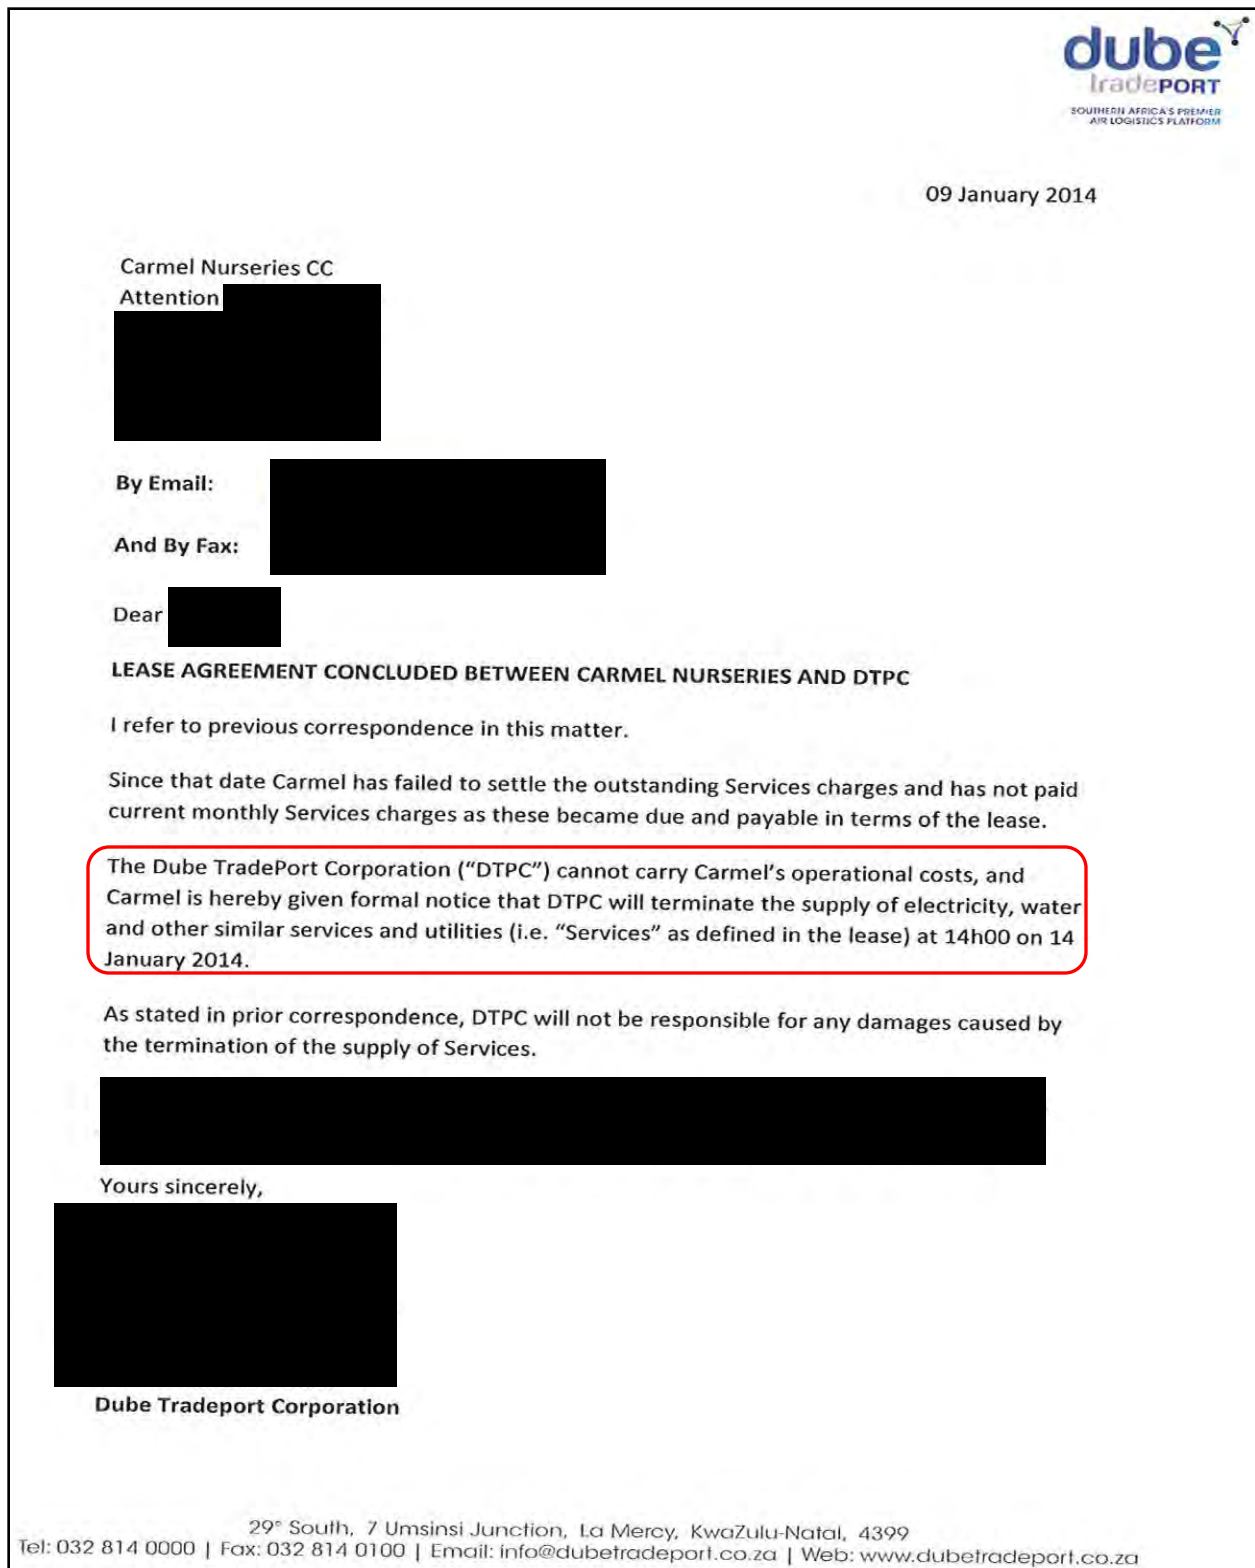 dube
tradePORT
SOUTHERN AFRICA'S PREMIER
AIR LOGISTICS PLATFORM
09 January 2014
Carmel Nurseries CC
Attention
By Email:
And By Fax:
Dear
LEASE AGREEMENT CONCLUDED BETWEEN CARMEL NURSERIES AND DTPC
I refer to previous correspondence in this matter.
Since that date Carmel has failed to settle the outstanding Services charges and has not paid
current monthly Services charges as these became due and payable in terms of the lease.
The Dube TradePort Corporation (“DTPC”) cannot carry Carmel’s operational costs, and
Carmel is hereby given formal notice that DTPC will terminate the supply of electricity, water
and other similar services and utilities (i.e. “Services” as defined in the lease) at 14h00 on 14
January 2014.
As stated in prior correspondence, DTPC will not be responsible for any damages caused by
the termination of the supply of Services.
Yours sincerely,
Dube Tradeport Corporation
29° South, 7 Umsinsi Junction, La Mercy, KwaZulu-Natal, 4399
Tel: 032 814 0000 | Fax: 032 814 0100 | Email: info@dubetradeport.co.za | Web: www.dubetradeport.co.za